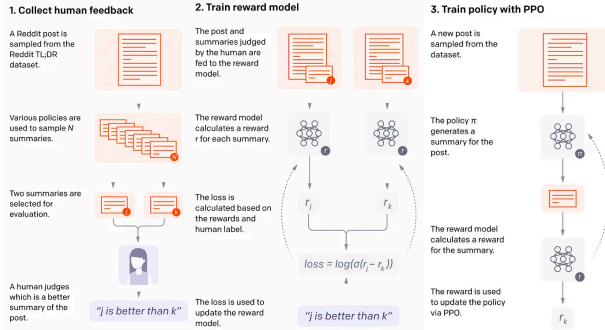 1. Collect human feedback
A Reddit post is
sampled from the
Reddit TL;DR
dataset.
Various policies are
used to sample N
summaries.
N
Two summaries are
selected for
evaluation.
j
k
A human judges
which is a better
summary of the
post.
"j is better than k"
2. Train reward model
The post and
summaries judged
by the human are
fed to the reward
model.
j
k
The reward model
calculates a reward
r for each summary.
r
r
The loss is
calculated based on
the rewards and
human label.
rj
rk
loss = log(σ(rj – rk))
The loss is used to
update the reward
model.
"j is better than k"
3. Train policy with PPO
A new post is
sampled from the
dataset.
The policy π
generates a
summary for the
post.
π
The reward model
calculates a reward
for the summary.
r
The reward is used
to update the policy
via PPO.
rk